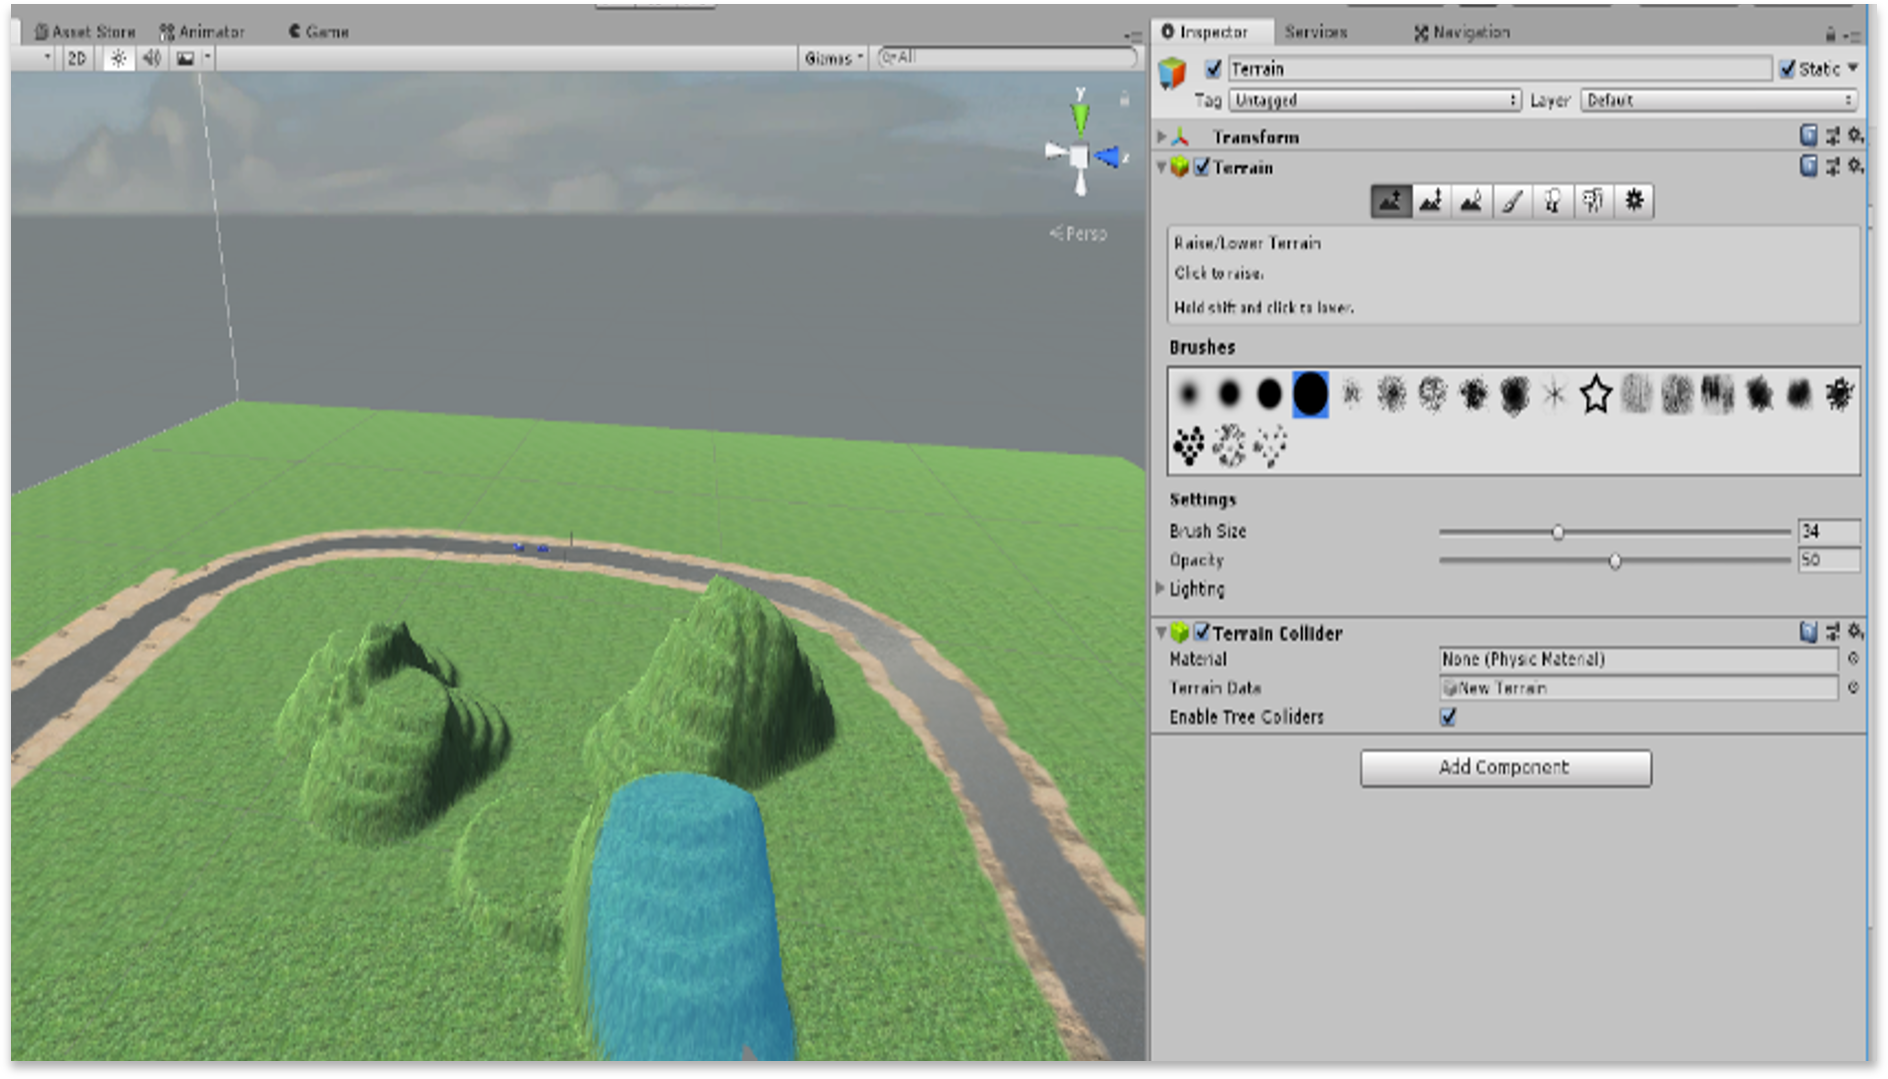 Asset Store Animator Game
Inspector Services Navigation
2D
Gizmos All
Terrain Static
Tag Untagged Layer Default
y
z
Persp
Transform
Terrain
Raise/Lower Terrain
Click to raise.
Hold shift and click to lower.
Brushes
Settings
Brush Size 34
Opacity 50
Lighting
Terrain Collider
Material None (Physic Material)
Terrain Data New Terrain
Enable Tree Colliders
Add Component